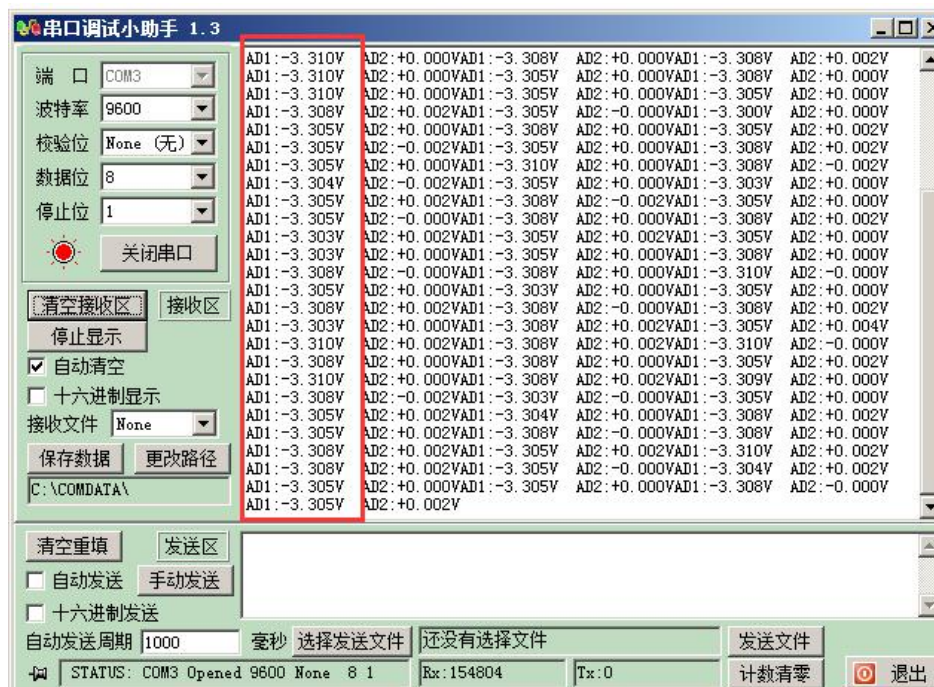 串口调试小助手 1.3
端 口 COM3
波特率 9600
校验位 None (无)
数据位 8
停止位 1
关闭串口
清空接收区 接收区
停止显示
自动清空
十六进制显示
接收文件 None
保存数据 更改路径
C:\COMDATA\
AD1:-3.310V AD2:+0.000VAD1:-3.308V AD2:+0.000VAD1:-3.308V AD2:+0.002V
AD1:-3.310V AD2:+0.000VAD1:-3.308V AD2:+0.000VAD1:-3.308V AD2:+0.000V
AD1:-3.310V AD2:+0.000VAD1:-3.305V AD2:+0.000VAD1:-3.305V AD2:+0.000V
AD1:-3.308V AD2:+0.002VAD1:-3.305V AD2:-0.000VAD1:-3.300V AD2:+0.000V
AD1:-3.305V AD2:+0.000VAD1:-3.308V AD2:+0.000VAD1:-3.305V AD2:+0.002V
AD1:-3.305V AD2:-0.002VAD1:-3.305V AD2:+0.000VAD1:-3.308V AD2:+0.002V
AD1:-3.305V AD2:-0.000VAD1:-3.310V AD2:+0.000VAD1:-3.308V AD2:-0.002V
AD1:-3.304V AD2:-0.002VAD1:-3.305V AD2:+0.000VAD1:-3.303V AD2:+0.000V
AD1:-3.305V AD2:+0.002VAD1:-3.308V AD2:-0.002VAD1:-3.305V AD2:+0.000V
AD1:-3.305V AD2:-0.000VAD1:-3.308V AD2:+0.000VAD1:-3.308V AD2:+0.002V
AD1:-3.303V AD2:+0.000VAD1:-3.305V AD2:+0.002VAD1:-3.305V AD2:+0.000V
AD1:-3.303V AD2:+0.000VAD1:-3.305V AD2:+0.000VAD1:-3.308V AD2:+0.000V
AD1:-3.308V AD2:-0.000VAD1:-3.308V AD2:-0.000VAD1:-3.310V AD2:-0.000V
AD1:-3.305V AD2:+0.000VAD1:-3.303V AD2:+0.000VAD1:-3.305V AD2:+0.000V
AD1:-3.308V AD2:+0.002VAD1:-3.308V AD2:-0.000VAD1:-3.308V AD2:+0.002V
AD1:-3.303V AD2:+0.000VAD1:-3.308V AD2:+0.002VAD1:-3.305V AD2:+0.004V
AD1:-3.310V AD2:+0.002VAD1:-3.308V AD2:+0.002VAD1:-3.310V AD2:-0.000V
AD1:-3.308V AD2:+0.000VAD1:-3.308V AD2:+0.000VAD1:-3.305V AD2:+0.002V
AD1:-3.310V AD2:+0.000VAD1:-3.308V AD2:+0.002VAD1:-3.309V AD2:+0.000V
AD1:-3.308V AD2:-0.002VAD1:-3.303V AD2:-0.000VAD1:-3.305V AD2:+0.000V
AD1:-3.305V AD2:+0.002VAD1:-3.304V AD2:+0.000VAD1:-3.308V AD2:+0.002V
AD1:-3.305V AD2:+0.002VAD1:-3.308V AD2:-0.000VAD1:-3.308V AD2:+0.000V
AD1:-3.308V AD2:+0.002VAD1:-3.305V AD2:+0.002VAD1:-3.310V AD2:+0.002V
AD1:-3.308V AD2:+0.002VAD1:-3.305V AD2:-0.000VAD1:-3.304V AD2:+0.002V
AD1:-3.305V AD2:+0.000VAD1:-3.305V AD2:+0.000VAD1:-3.308V AD2:-0.000V
AD1:-3.305V AD2:+0.002V
清空重填 发送区
自动发送 手动发送
十六进制发送
自动发送周期 1000 毫秒 选择发送文件 还没有选择文件 发送文件
STATUS: COM3 Opened 9600 None 8 1 Rx:154804 Tx:0 计数清零 退出